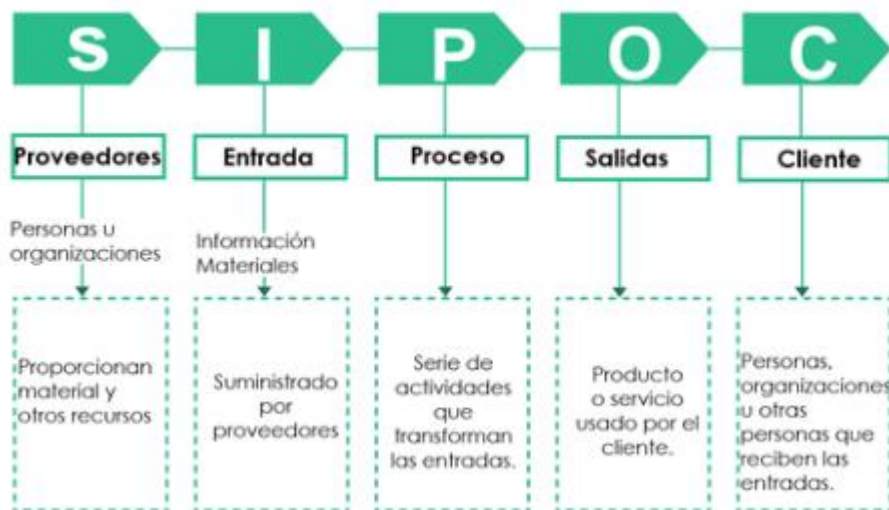 S
I
P
O
C
Proveedores
Entrada
Proceso
Salidas
Cliente
Personas u
organizaciones
Información
Materiales
Proporcionan
material y
otros recursos
Suministrado
por
proveedores
Serie de
actividades
que
transforman
las entradas.
Producto
o servicio
usado por el
cliente.
Personas,
organizaciones
u otras
personas que
reciben las
entradas.